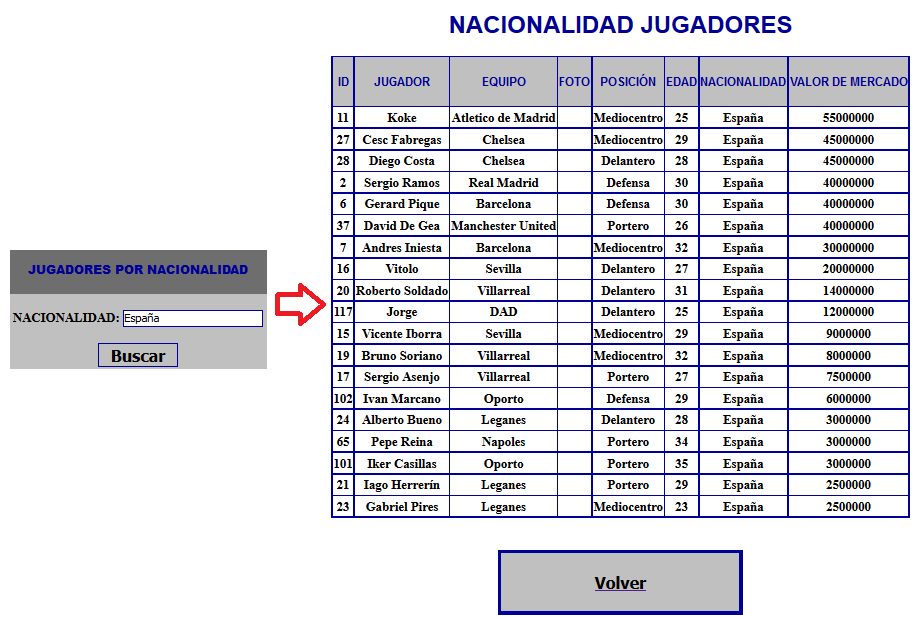 NACIONALIDAD JUGADORES
ID JUGADOR EQUIPO FOTO POSICIÓN EDAD NACIONALIDAD VALOR DE MERCADO
11 Koke Atletico de Madrid Mediocentro 25 España 55000000
27 Cesc Fabregas Chelsea Mediocentro 29 España 45000000
28 Diego Costa Chelsea Delantero 28 España 45000000
2 Sergio Ramos Real Madrid Defensa 30 España 40000000
6 Gerard Pique Barcelona Defensa 30 España 40000000
37 David De Gea Manchester United Portero 26 España 40000000
7 Andres Iniesta Barcelona Mediocentro 32 España 30000000
16 Vitolo Sevilla Delantero 27 España 20000000
20 Roberto Soldado Villarreal Delantero 31 España 14000000
117 Jorge DAD Delantero 25 España 12000000
15 Vicente Iborra Sevilla Mediocentro 29 España 9000000
19 Bruno Soriano Villarreal Mediocentro 32 España 8000000
17 Sergio Asenjo Villarreal Portero 27 España 7500000
102 Ivan Marcano Oporto Defensa 29 España 6000000
24 Alberto Bueno Leganes Delantero 28 España 3000000
65 Pepe Reina Napoles Portero 34 España 3000000
101 Iker Casillas Oporto Portero 35 España 3000000
21 Iago Herrerín Leganes Portero 29 España 2500000
23 Gabriel Pires Leganes Mediocentro 23 España 2500000
JUGADORES POR NACIONALIDAD
NACIONALIDAD: España
Buscar
Volver